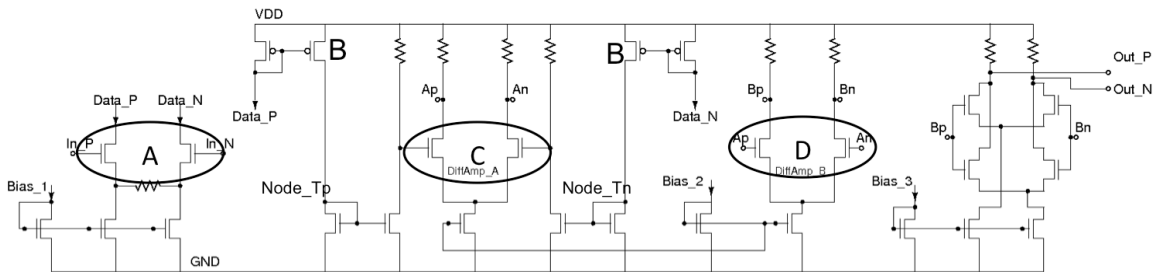 VDD
B
B
Out_P
Out_N
Ap
An
Bp
Bn
Data_P
Data_N
Data_P
Data_N
In_P
In_N
A
C
DiffAmp_A
Ap
An
D
DiffAmp_B
Bp
Bn
Bias_1
Node_Tp
Node_Tn
Bias_2
Bias_3
GND